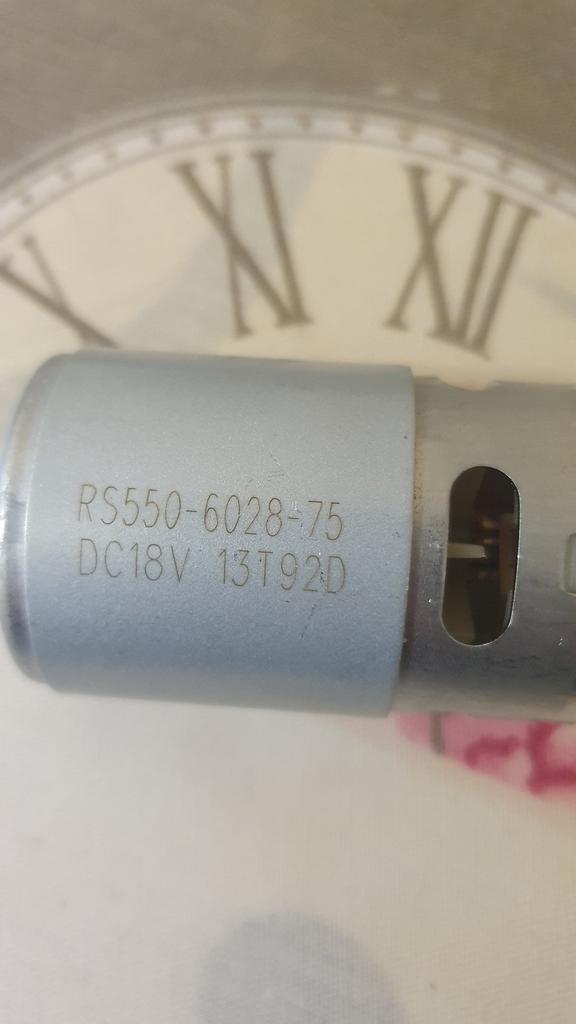 X XI XII
RS550-6028-75
DC18V 13T92D